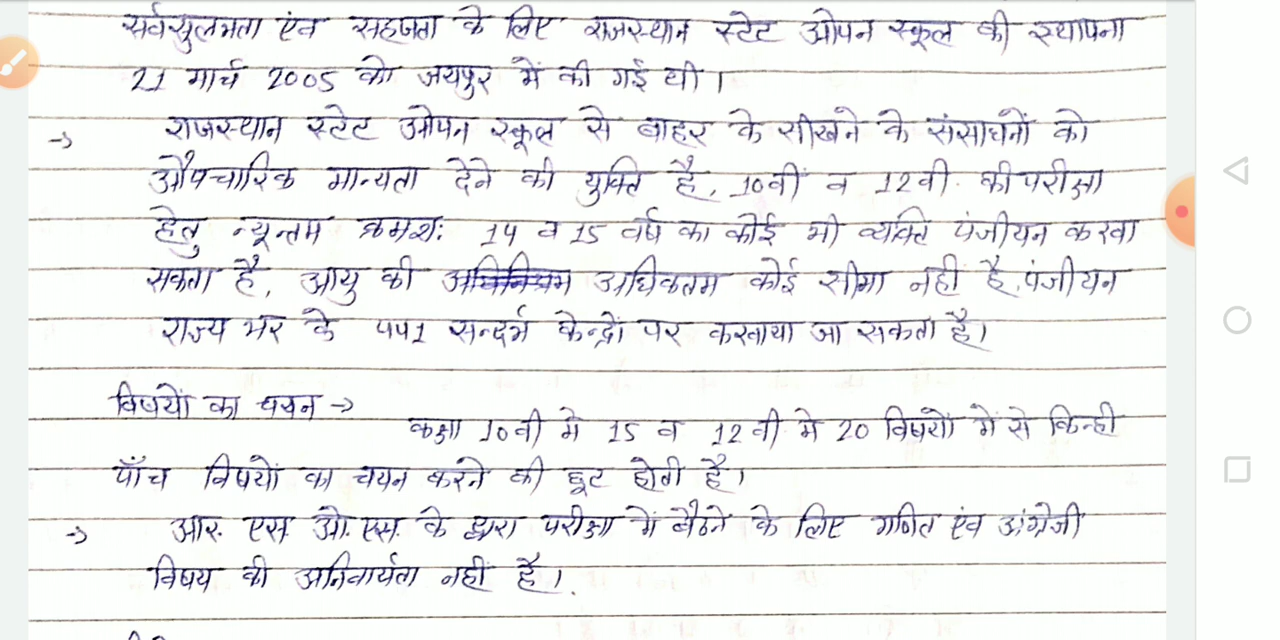 सर्वसुलभता एंव सहजता के लिए राजस्थान स्टेट ओपन स्कूल की स्थापना
21 मार्च 2005 को जयपुर में की गई थी।
→ राजस्थान स्टेट ओपन स्कूल से बाहर के सीखने के संसाधनों को
औपचारिक मान्यता देने की युक्ति है, 10वीं व 12वी. की परीक्षा
हेतु न्यूनतम क्रमश: 14 व 15 वर्ष का कोई भी व्यक्ति पंजीयन करवा
सकता है, आयु की अधिकतम कोई सीमा नहीं है, पंजीयन
राज्य भर के 441 सन्दर्भ केन्द्रों पर करवाया जा सकता है।
विषयों का चयन →
कक्षा 10वी मे 15 व 12वी मे 20 विषयों में से किन्ही
पाँच विषयों का चयन करने की छूट होती है।
→ आर. एस. ओ. एस. के द्वारा परीक्षा में बैठने के लिए गणित एंव अंग्रेजी
विषय की अनिवार्यता नहीं है।